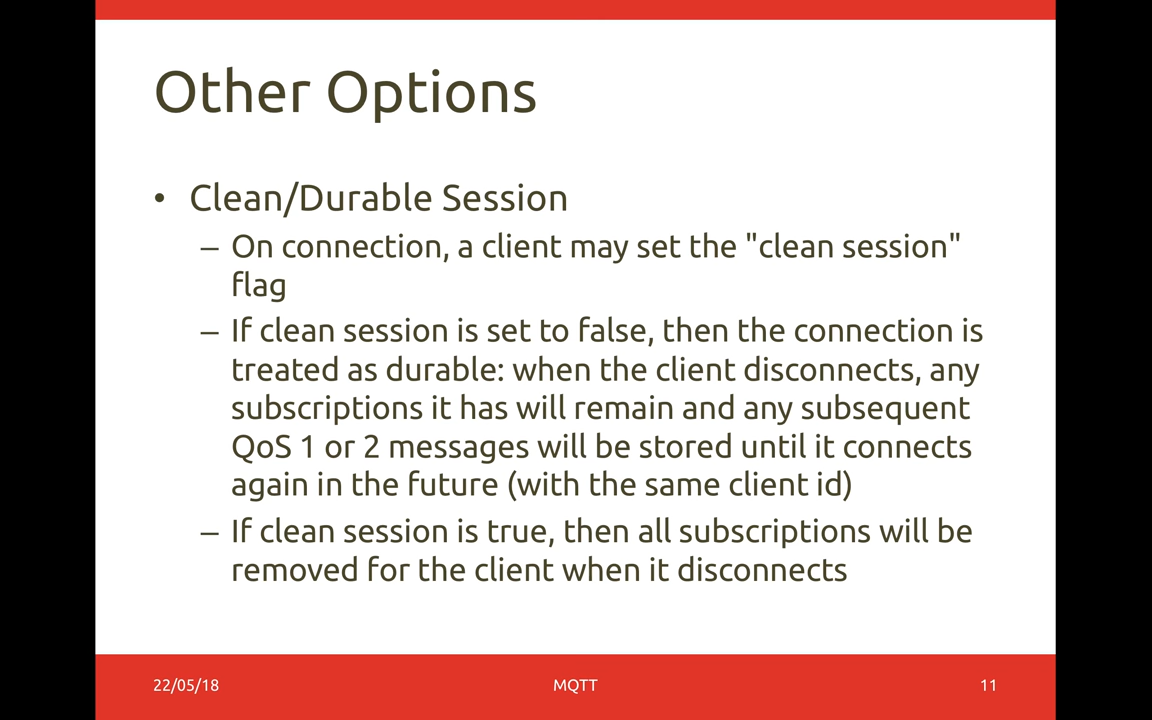 Other Options
• Clean/Durable Session
– On connection, a client may set the "clean session"
flag
– If clean session is set to false, then the connection is
treated as durable: when the client disconnects, any
subscriptions it has will remain and any subsequent
QoS 1 or 2 messages will be stored until it connects
again in the future (with the same client id)
– If clean session is true, then all subscriptions will be
removed for the client when it disconnects
22/05/18
MQTT
11